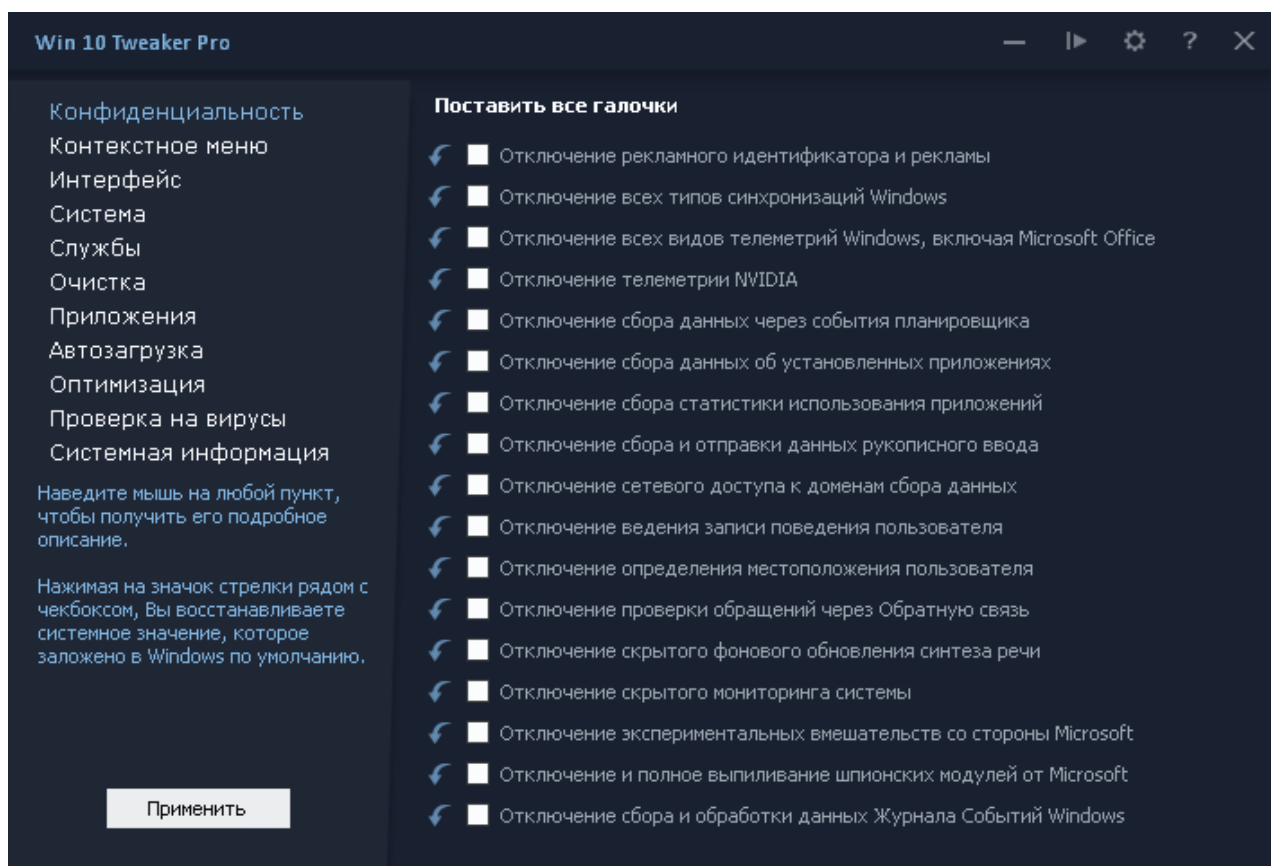 Win 10 Tweaker Pro
?
Конфиденциальность
Контекстное меню
Интерфейс
Система
Службы
Очистка
Приложения
Автозагрузка
Оптимизация
Проверка на вирусы
Системная информация
Наведите мышь на любой пункт,
чтобы получить его подробное
описание.
Нажимая на значок стрелки рядом с
чекбоксом, Вы восстанавливаете
системное значение, которое
заложено в Windows по умолчанию.
Применить
Поставить все галочки
Отключение рекламного идентификатора и рекламы
Отключение всех типов синхронизаций Windows
Отключение всех видов телеметрий Windows, включая Microsoft Office
Отключение телеметрии NVIDIA
Отключение сбора данных через события планировщика
Отключение сбора данных об установленных приложениях
Отключение сбора статистики использования приложений
Отключение сбора и отправки данных рукописного ввода
Отключение сетевого доступа к доменам сбора данных
Отключение ведения записи поведения пользователя
Отключение определения местоположения пользователя
Отключение проверки обращений через Обратную связь
Отключение скрытого фонового обновления синтеза речи
Отключение скрытого мониторинга системы
Отключение экспериментальных вмешательств со стороны Microsoft
Отключение и полное выпиливание шпионских модулей от Microsoft
Отключение сбора и обработки данных Журнала Событий Windows